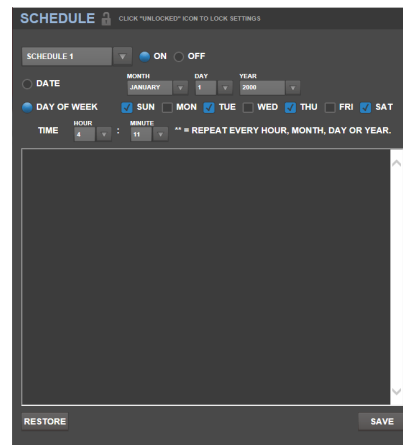 SCHEDULE CLICK "UNLOCKED" ICON TO LOCK SETTINGS
SCHEDULE 1 ON OFF
MONTH DAY YEAR
DATE JANUARY 1 2000
DAY OF WEEK SUN MON TUE WED THU FRI SAT
HOUR MINUTE
TIME 4 : 11 "* = REPEAT EVERY HOUR, MONTH, DAY OR YEAR.
RESTORE SAVE